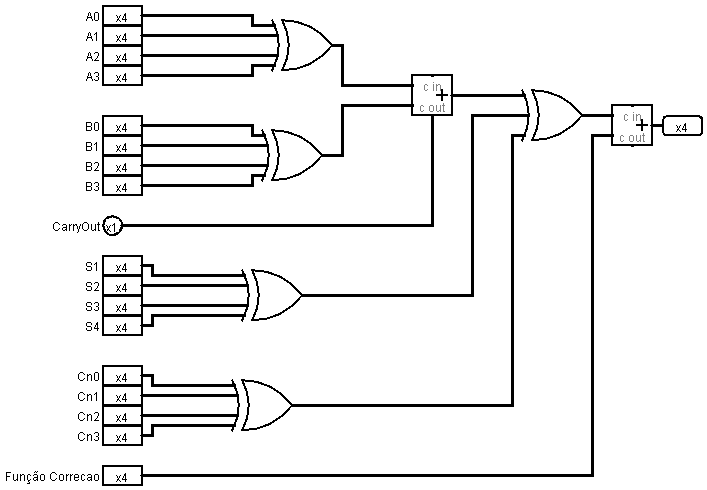 A0 x4
A1 x4
A2 x4
A3 x4
c in
+
c out
c in
+
c out
x4
B0 x4
B1 x4
B2 x4
B3 x4
CarryOut x1
S1 x4
S2 x4
S3 x4
S4 x4
Cn0 x4
Cn1 x4
Cn2 x4
Cn3 x4
Função Correcao x4